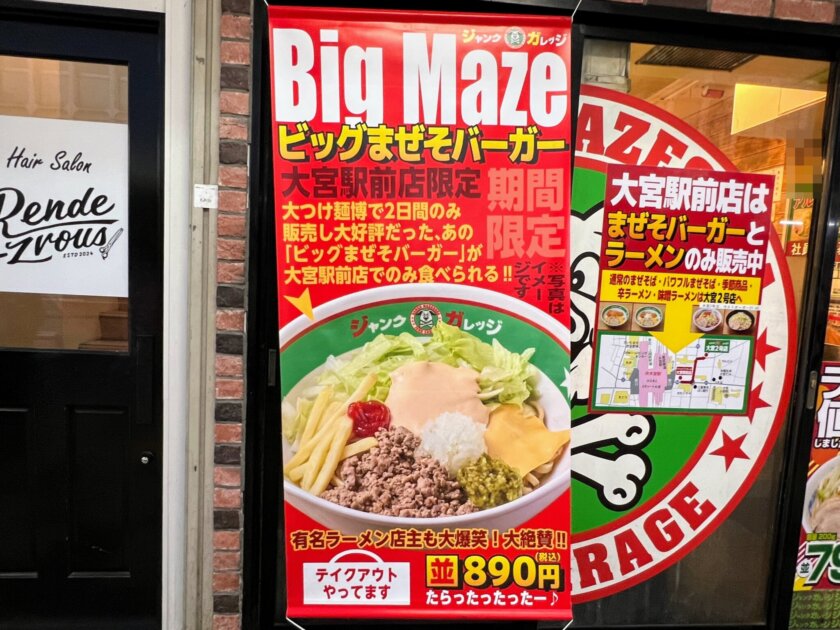 Hair Salon
Rende
-zrous
ESTD 2024
Big Maze
ジャンク ガレッジ
ビッグまぜそバーガー
大宮駅前店限定
期間
限定
大つけ麺博で2日間のみ
販売し大好評だった、あの
「ビッグまぜそバーガー」が
大宮駅前店でのみ食べられる!!
※写真は
イメー
ジです
ジャンク ガレッジ
有名ラーメン店主も大爆笑!大絶賛!!
テイクアウト
やってます
並890円
(税込)
たらったったったー♪
大宮駅前店は
まぜそバーガーと
ラーメンのみ販売中
通常のまぜそば・パワフルまぜそば・季節商品・
辛ラーメン・味噌ラーメンは大宮2号店へ
大宮2号店
RAGE